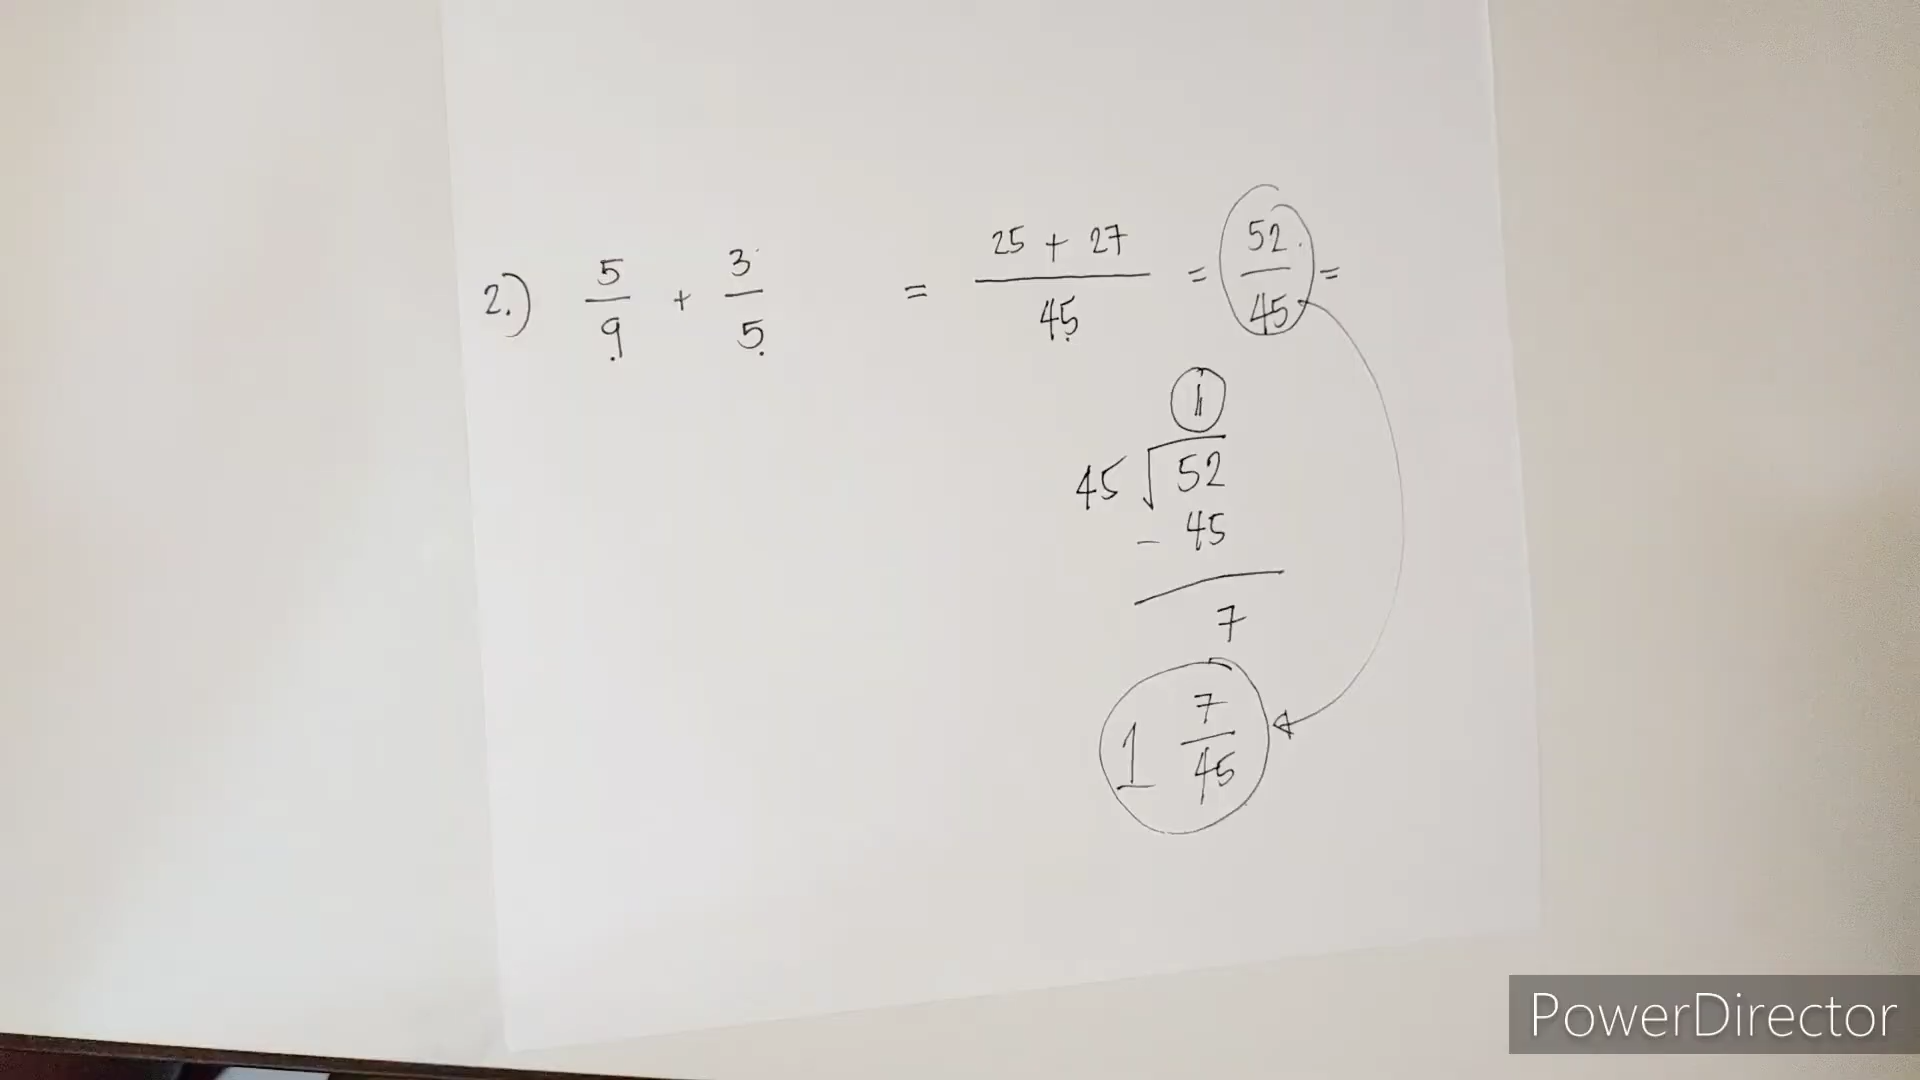 2.) 5/9 + 3/5 = (25 + 27)/45 = 52/45 =
1
45 √52
- 45
7
1 7/45
PowerDirector